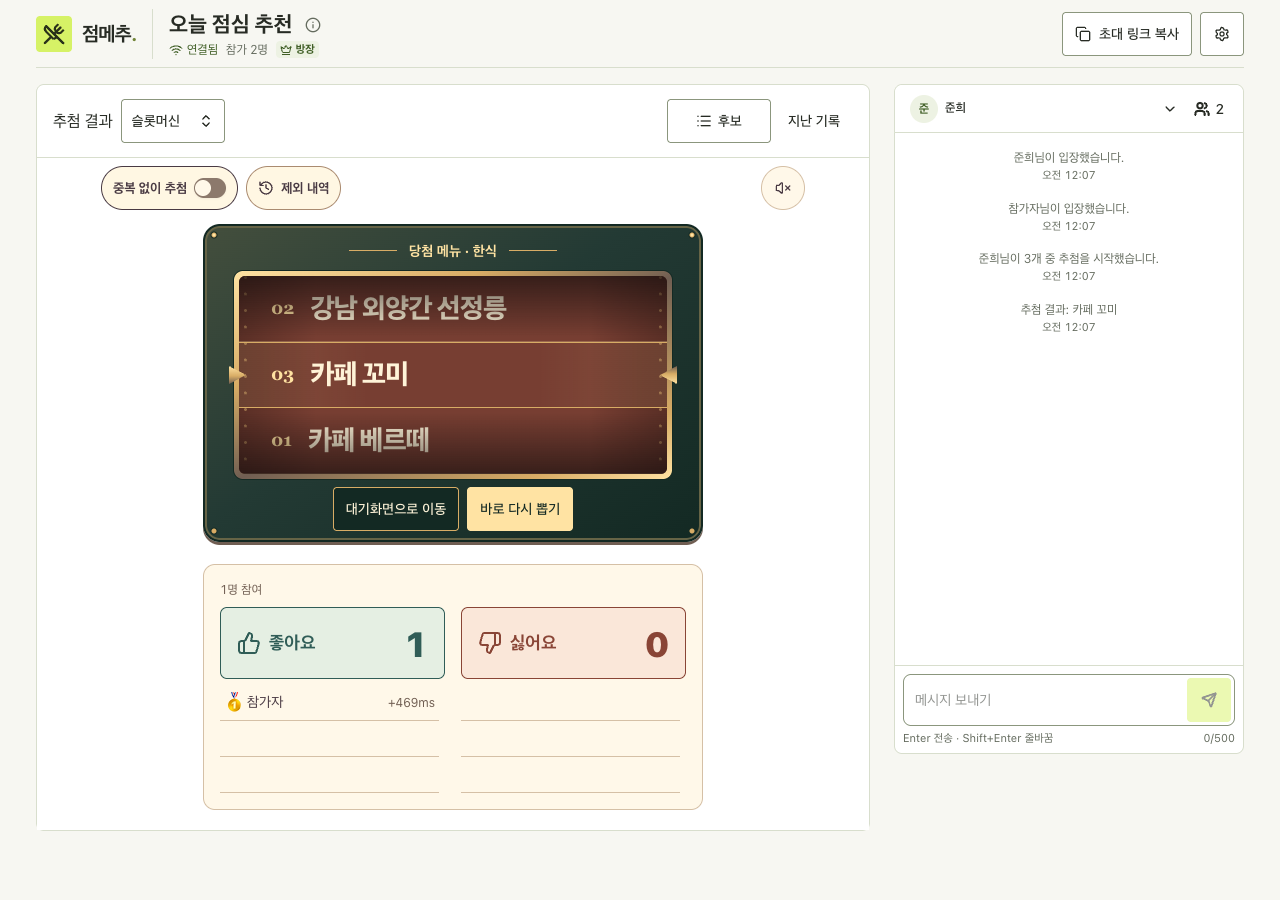 점메추.
오늘 점심 추천
연결됨 참가 2명 방장
초대 링크 복사
추첨 결과
슬롯머신
후보
지난 기록
중복 없이 추첨
제외 내역
당첨 메뉴 · 한식
02 강남 외양간 선정릉
03 카페 꼬미
01 카페 베르떼
대기화면으로 이동
바로 다시 뽑기
1명 참여
좋아요 1
싫어요 0
1 참가자 +469ms
준 준희
2
준희님이 입장했습니다.
오전 12:07
참가자님이 입장했습니다.
오전 12:07
준희님이 3개 중 추첨을 시작했습니다.
오전 12:07
추첨 결과: 카페 꼬미
오전 12:07
메시지 보내기
Enter 전송 · Shift+Enter 줄바꿈
0/500